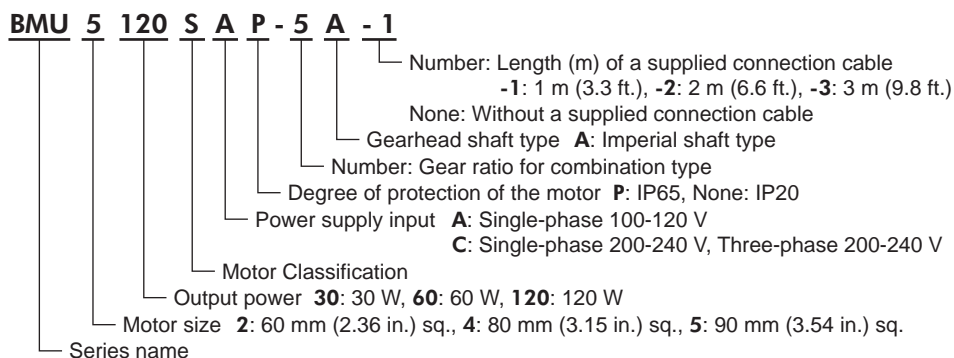 BMU 5 120 S A P - 5 A - 1
Number: Length (m) of a supplied connection cable
-1: 1 m (3.3 ft.), -2: 2 m (6.6 ft.), -3: 3 m (9.8 ft.)
None: Without a supplied connection cable
Gearhead shaft type A: Imperial shaft type
Number: Gear ratio for combination type
Degree of protection of the motor P: IP65, None: IP20
Power supply input A: Single-phase 100-120 V
C: Single-phase 200-240 V, Three-phase 200-240 V
Motor Classification
Output power 30: 30 W, 60: 60 W, 120: 120 W
Motor size 2: 60 mm (2.36 in.) sq., 4: 80 mm (3.15 in.) sq., 5: 90 mm (3.54 in.) sq.
Series name